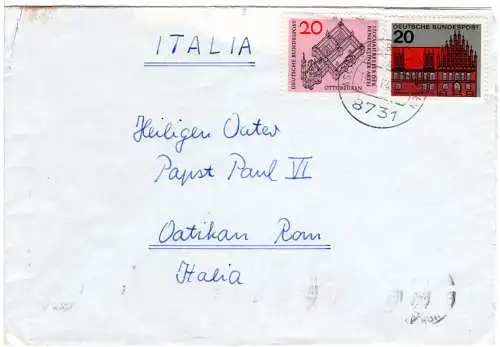 ITALIA
20
DEUTSCHE BUNDESPOST
OTTOBEUREN
DEUTSCHE BUNDESPOST
20
8731
Heiligen Vater
Papst Paul VI
Vatikan Rom
Italia